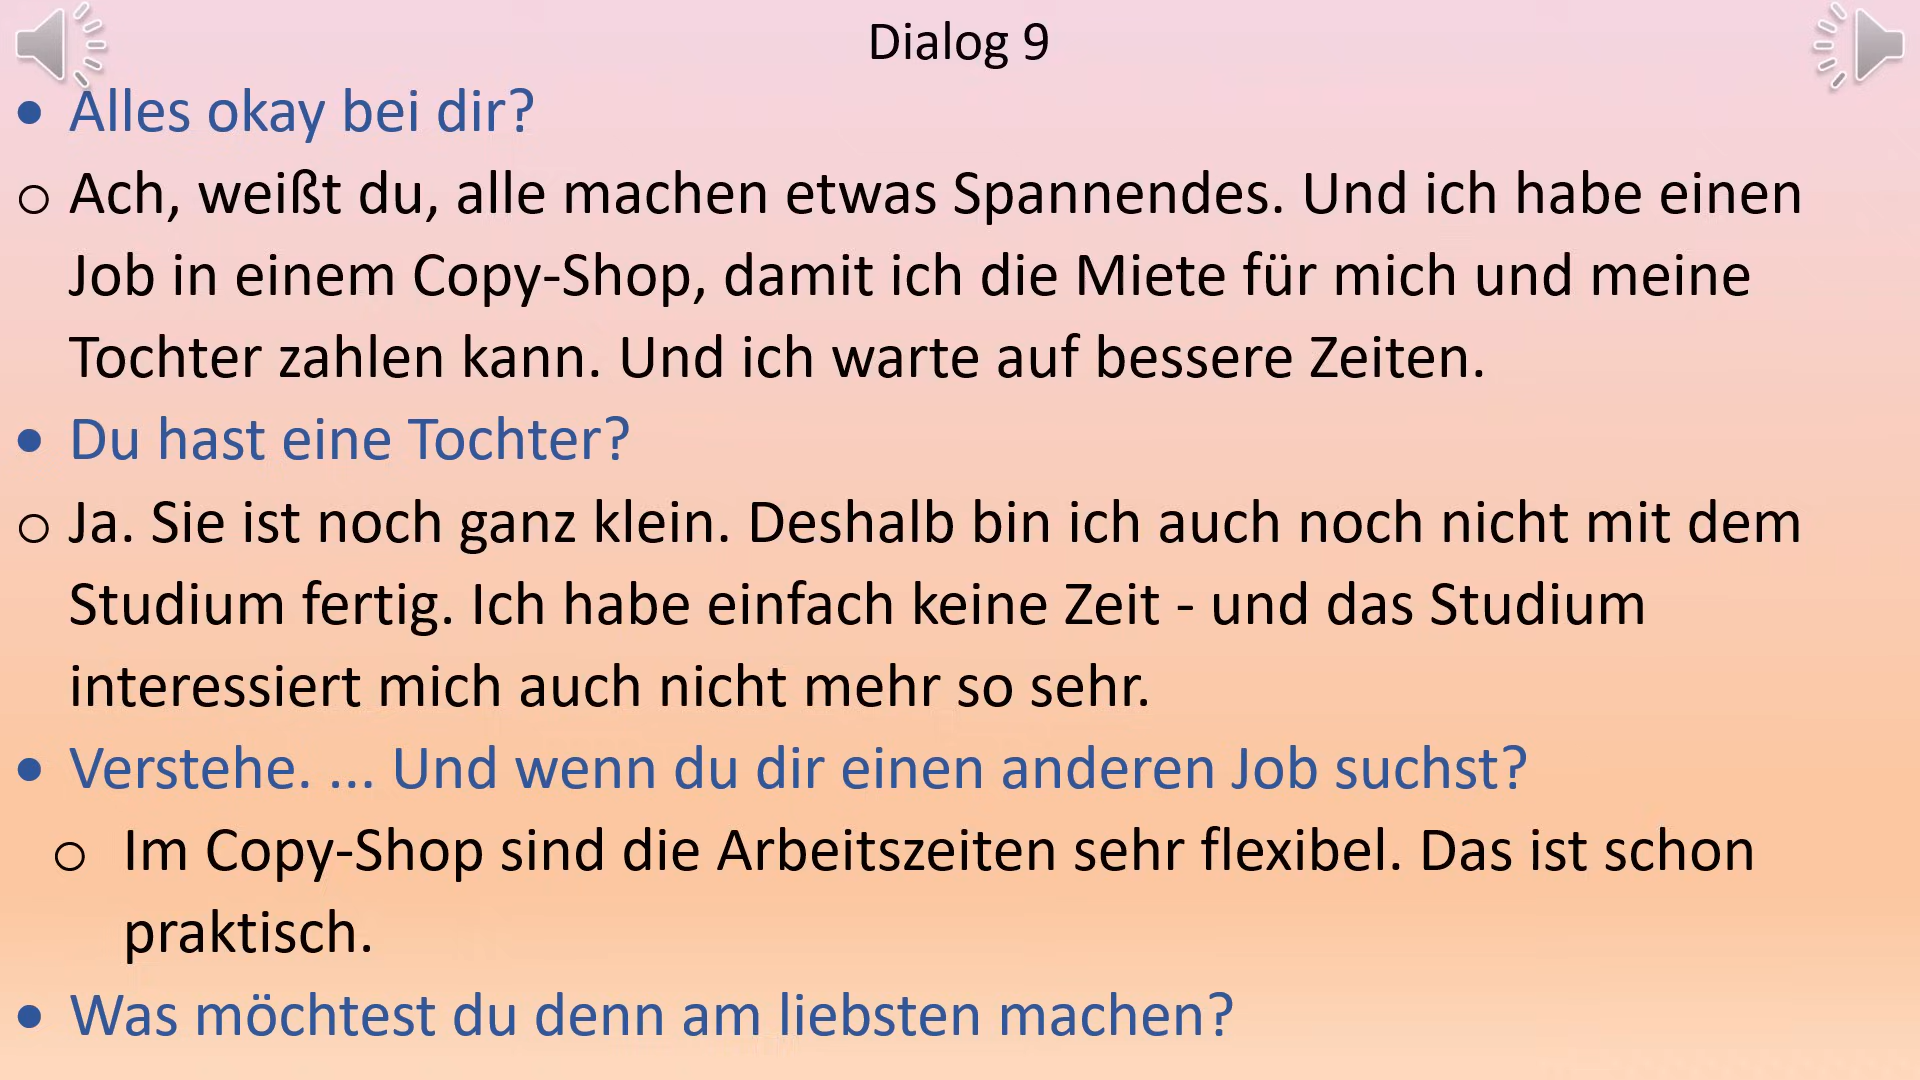 Dialog 9
• Alles okay bei dir?
o Ach, weißt du, alle machen etwas Spannendes. Und ich habe einen
Job in einem Copy-Shop, damit ich die Miete für mich und meine
Tochter zahlen kann. Und ich warte auf bessere Zeiten.
• Du hast eine Tochter?
o Ja. Sie ist noch ganz klein. Deshalb bin ich auch noch nicht mit dem
Studium fertig. Ich habe einfach keine Zeit - und das Studium
interessiert mich auch nicht mehr so sehr.
• Verstehe. ... Und wenn du dir einen anderen Job suchst?
o Im Copy-Shop sind die Arbeitszeiten sehr flexibel. Das ist schon
praktisch.
• Was möchtest du denn am liebsten machen?